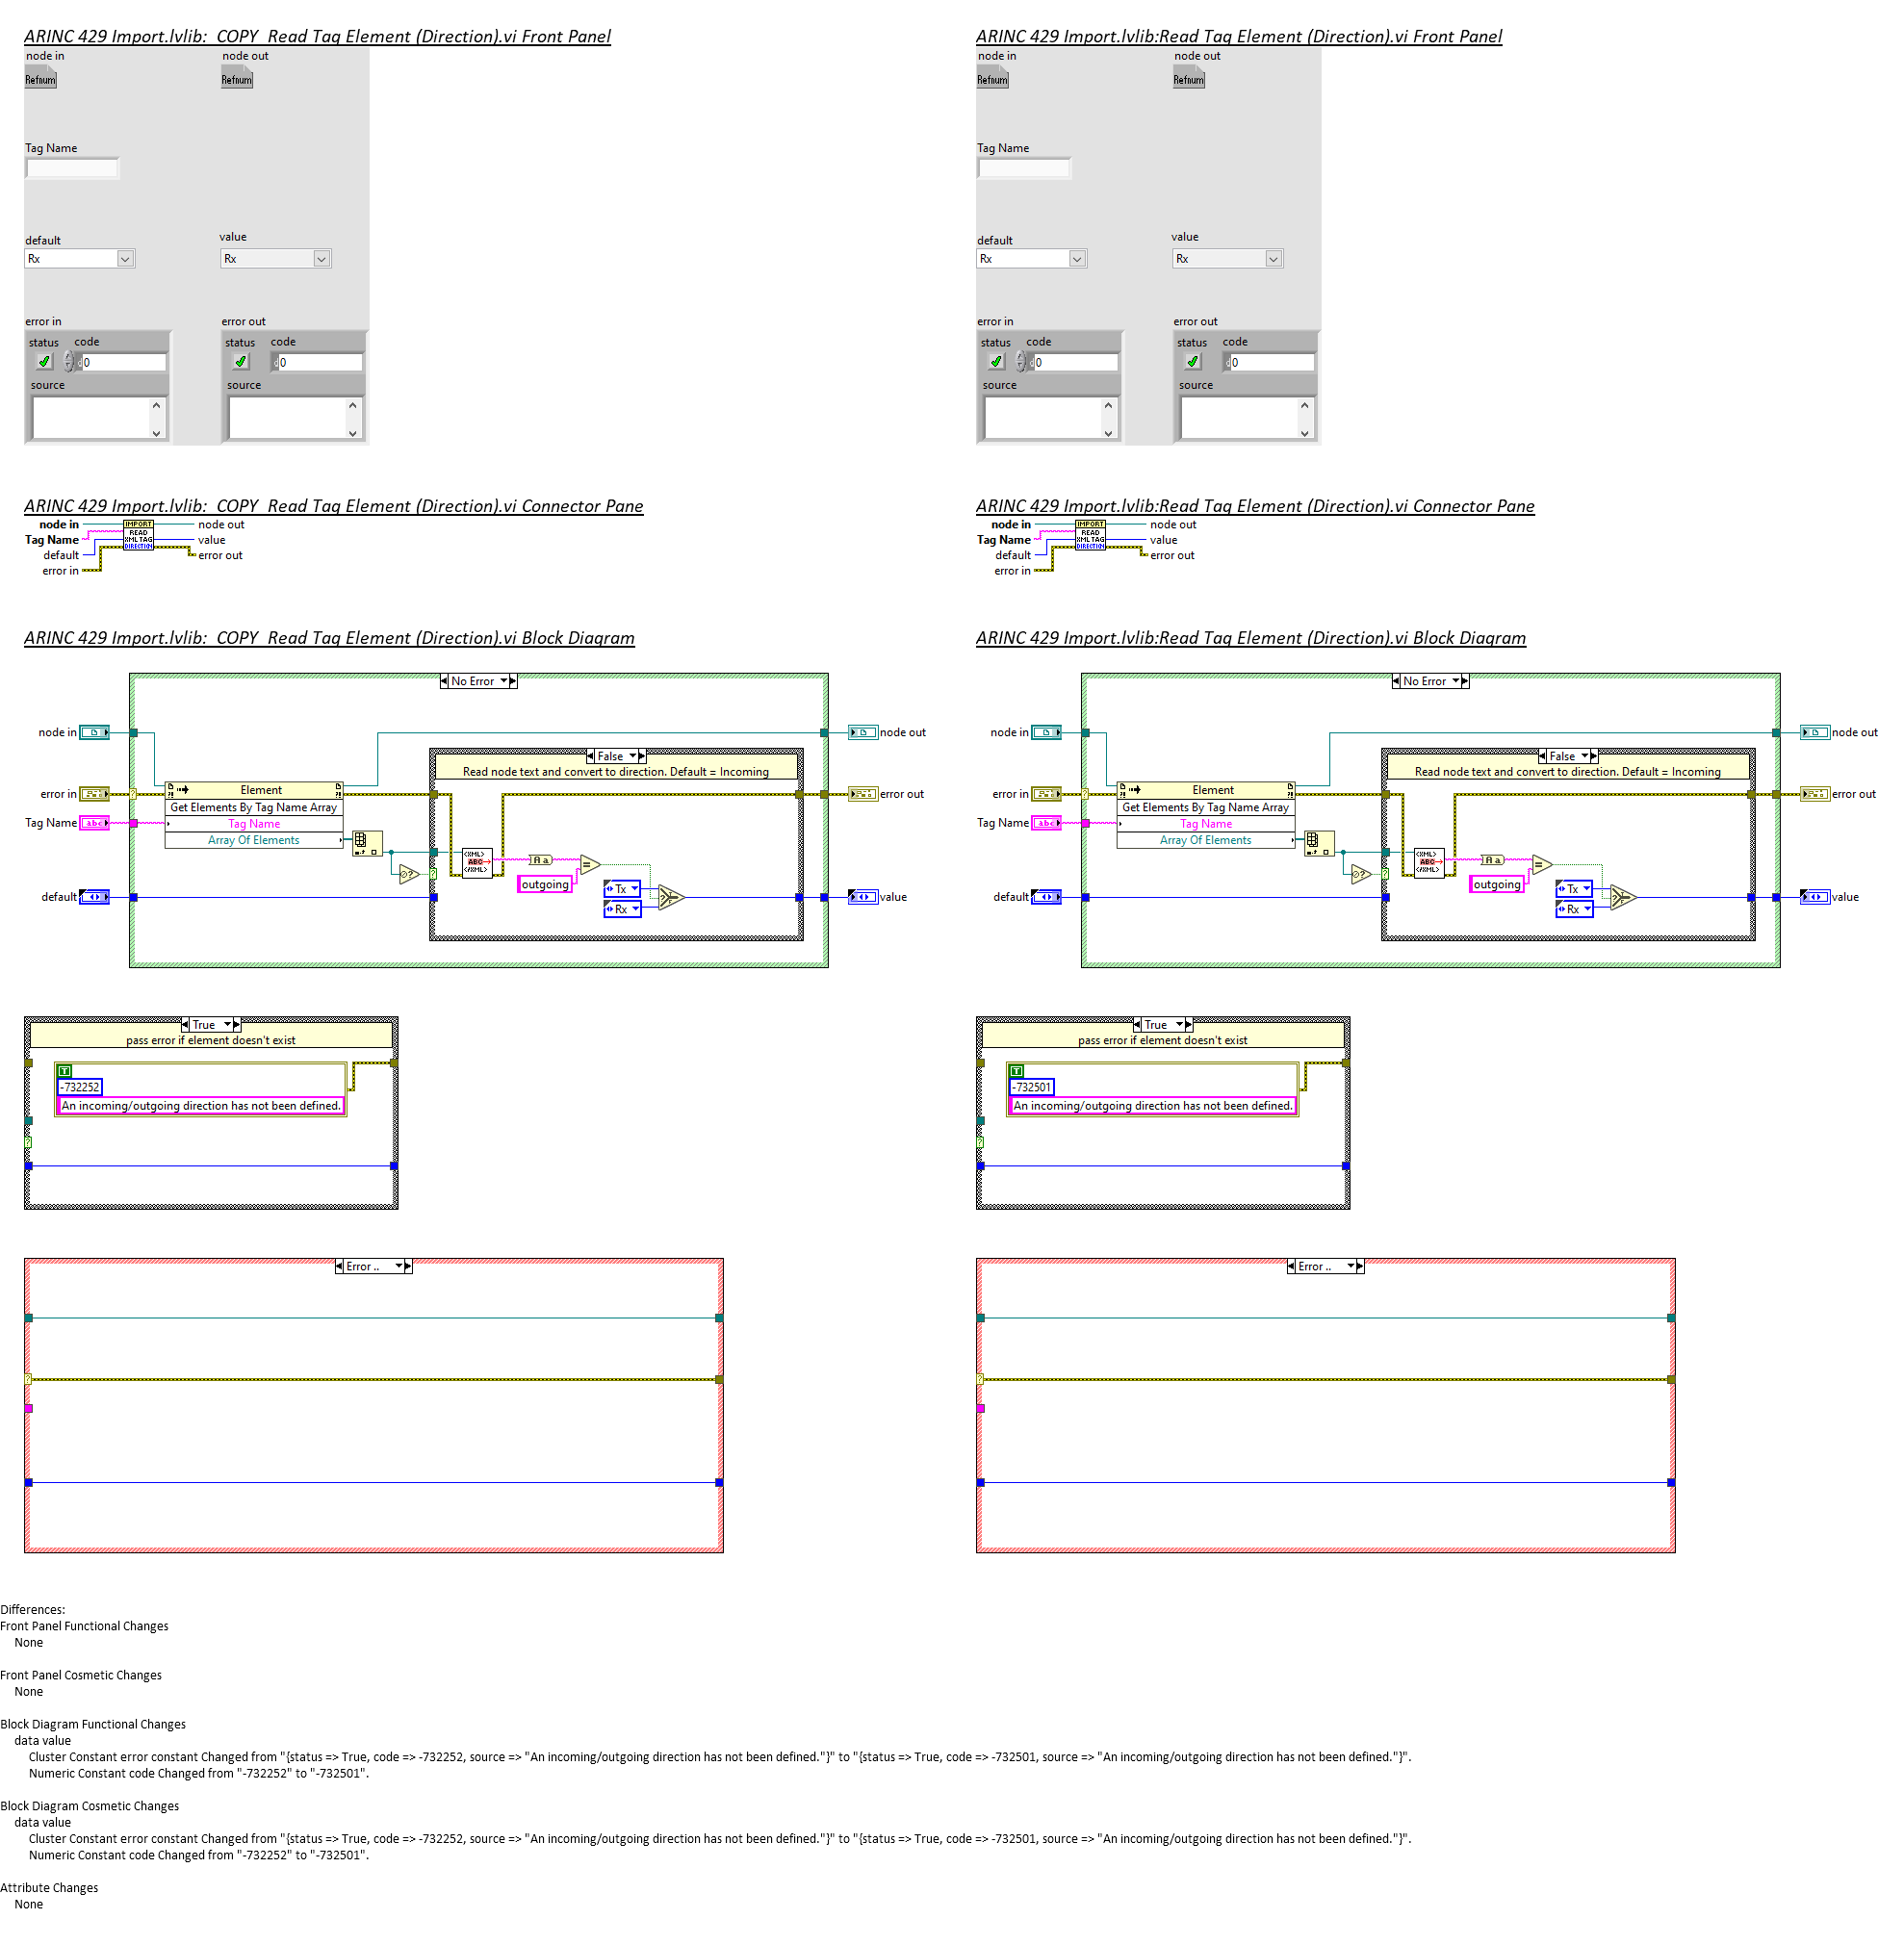 ARINC 429 Import.lvlib:  COPY  Read Tag Element (Direction).vi Front Panel
node in
node out
Refnum
Refnum
Tag Name
default
value
Rx
Rx
error in
error out
status code
status code
d0
d0
source
source
ARINC 429 Import.lvlib:Read Tag Element (Direction).vi Front Panel
node in
node out
Refnum
Refnum
Tag Name
default
value
Rx
Rx
error in
error out
status code
status code
d0
d0
source
source
ARINC 429 Import.lvlib:  COPY  Read Tag Element (Direction).vi Connector Pane
node in
Tag Name
default
error in
IMPORT
READ
XML TAG
DIRECTION
node out
value
error out
ARINC 429 Import.lvlib:Read Tag Element (Direction).vi Connector Pane
node in
Tag Name
default
error in
IMPORT
READ
XML TAG
DIRECTION
node out
value
error out
ARINC 429 Import.lvlib:  COPY  Read Tag Element (Direction).vi Block Diagram
No Error
node in
node out
False
Read node text and convert to direction. Default = Incoming
error in
Element
error out
Get Elements By Tag Name Array
Tag Name
abc
Tag Name
Array Of Elements
?
<XML>
ABC
</XML>
A a
=
outgoing
Tx
Rx
?
default
value
True
pass error if element doesn't exist
T
-732252
An incoming/outgoing direction has not been defined.
?
Error ..
?
ARINC 429 Import.lvlib:Read Tag Element (Direction).vi Block Diagram
No Error
node in
node out
False
Read node text and convert to direction. Default = Incoming
error in
Element
error out
Get Elements By Tag Name Array
Tag Name
abc
Tag Name
Array Of Elements
?
<XML>
ABC
</XML>
A a
=
outgoing
Tx
Rx
?
default
value
True
pass error if element doesn't exist
T
-732501
An incoming/outgoing direction has not been defined.
?
Error ..
?
Differences:
Front Panel Functional Changes
None
Front Panel Cosmetic Changes
None
Block Diagram Functional Changes
data value
Cluster Constant error constant Changed from "{status => True, code => -732252, source => "An incoming/outgoing direction has not been defined."}" to "{status => True, code => -732501, source => "An incoming/outgoing direction has not been defined."}".
Numeric Constant code Changed from "-732252" to "-732501".
Block Diagram Cosmetic Changes
data value
Cluster Constant error constant Changed from "{status => True, code => -732252, source => "An incoming/outgoing direction has not been defined."}" to "{status => True, code => -732501, source => "An incoming/outgoing direction has not been defined."}".
Numeric Constant code Changed from "-732252" to "-732501".
Attribute Changes
None